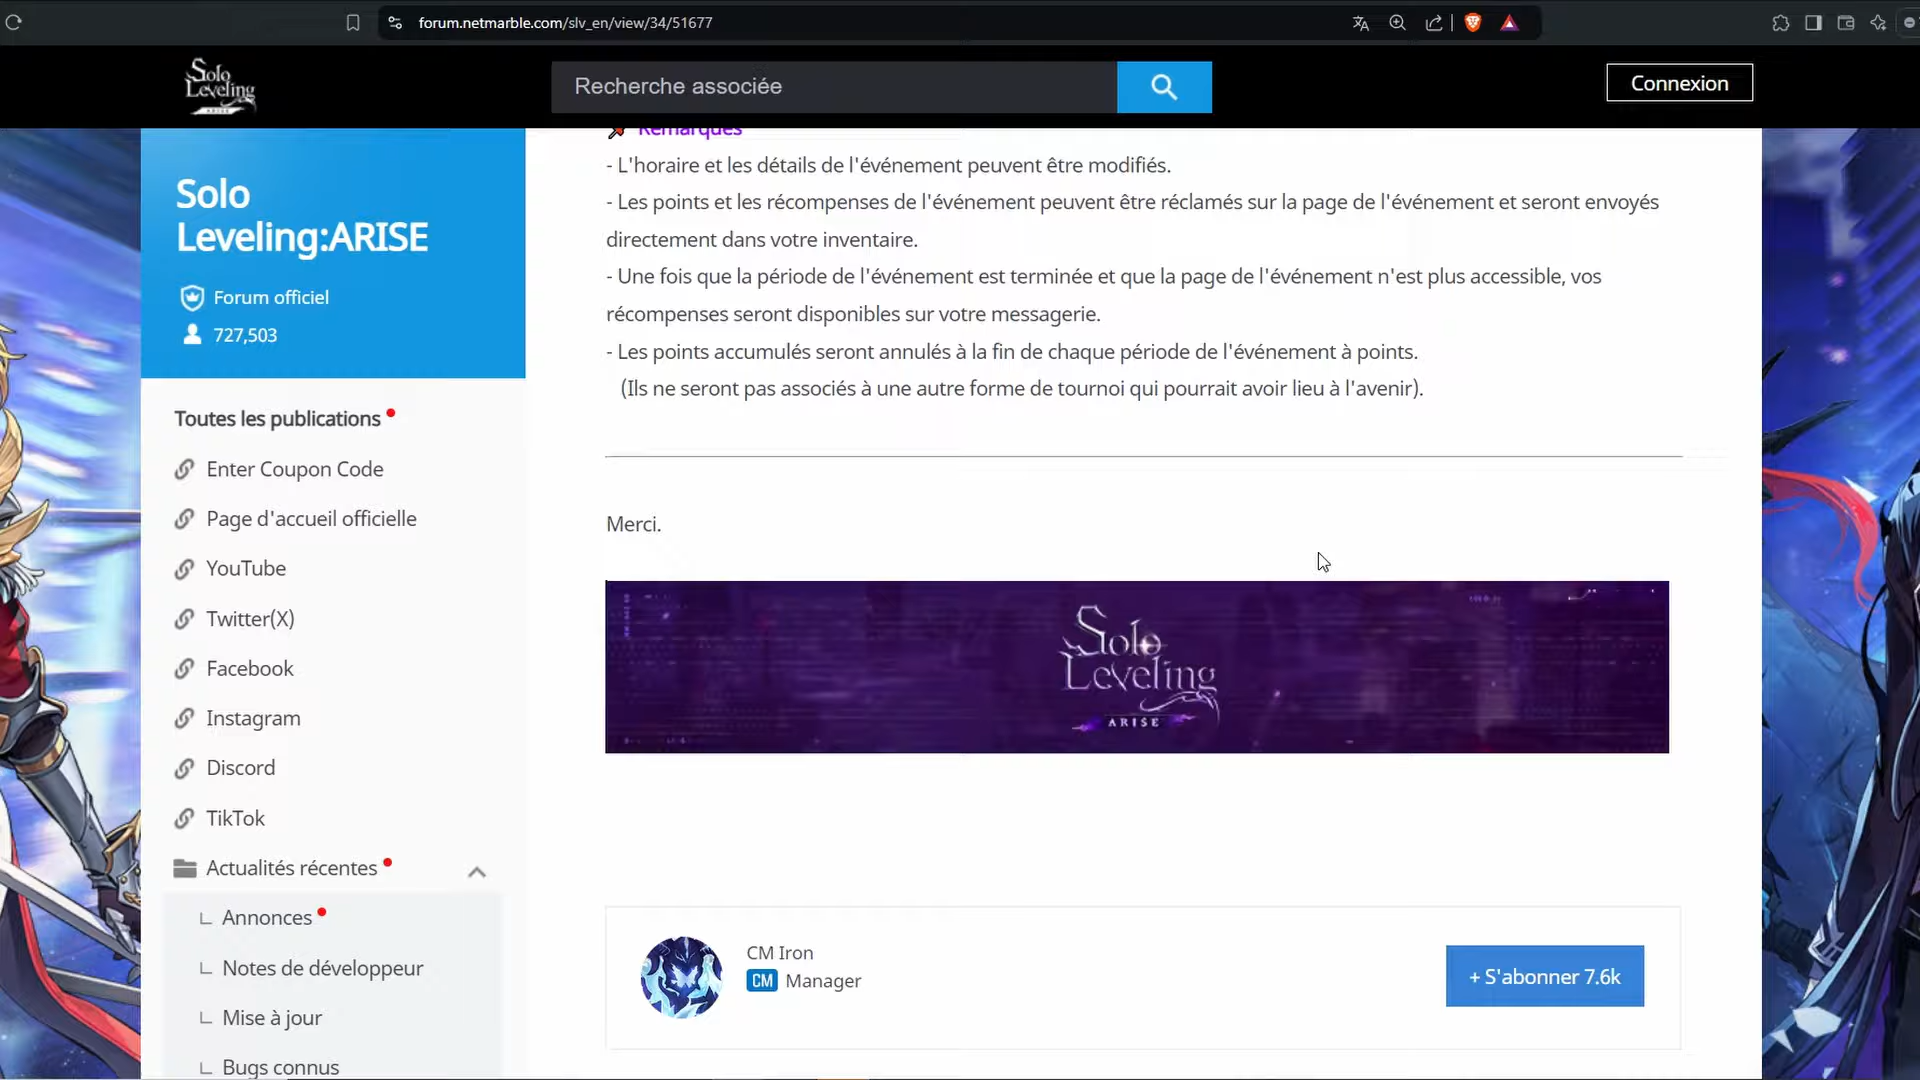 forum.netmarble.com/slv_en/view/34/51677
Solo
Leveling
ARISE
Recherche associée
Connexion
Solo
Leveling:ARISE
Forum officiel
727,503
Toutes les publications
Enter Coupon Code
Page d'accueil officielle
YouTube
Twitter(X)
Facebook
Instagram
Discord
TikTok
Actualités récentes
Annonces
Notes de développeur
Mise à jour
Bugs connus
Remarques
- L'horaire et les détails de l'événement peuvent être modifiés.
- Les points et les récompenses de l'événement peuvent être réclamés sur la page de l'événement et seront envoyés
directement dans votre inventaire.
- Une fois que la période de l'événement est terminée et que la page de l'événement n'est plus accessible, vos
récompenses seront disponibles sur votre messagerie.
- Les points accumulés seront annulés à la fin de chaque période de l'événement à points.
(Ils ne seront pas associés à une autre forme de tournoi qui pourrait avoir lieu à l'avenir).
Merci.
Solo
Leveling
ARISE
CM Iron
CM Manager
+ S'abonner 7.6k